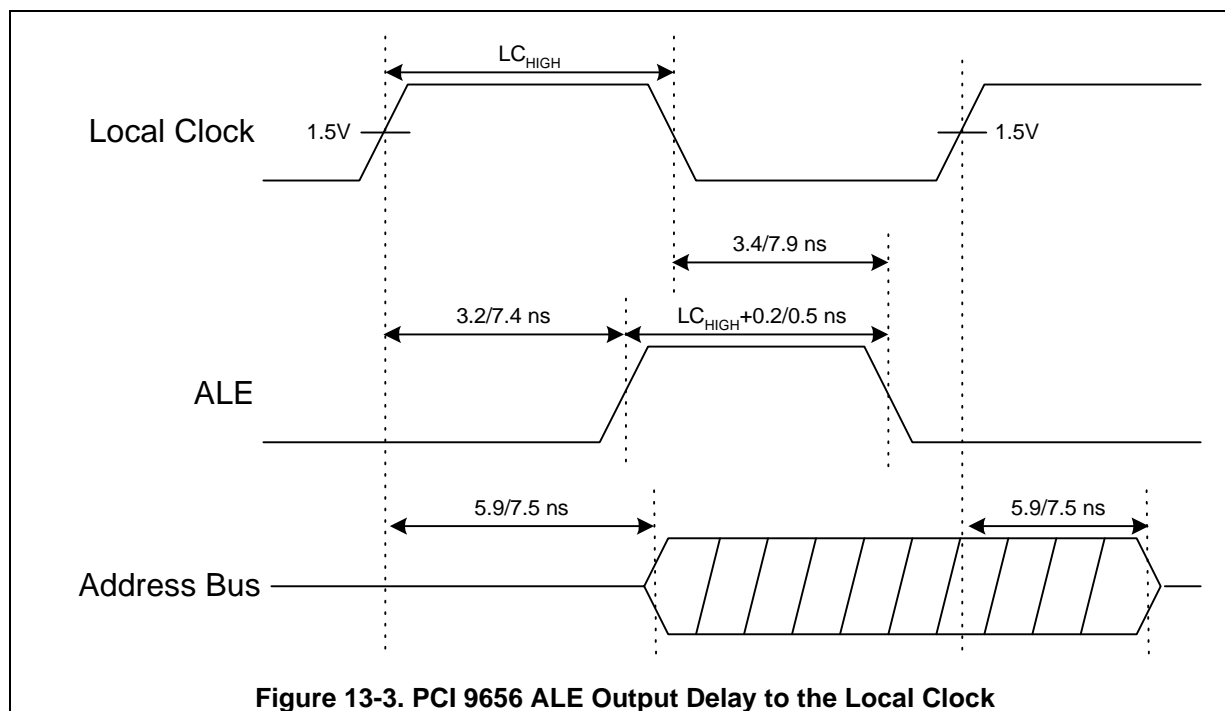 LC_HIGH
Local Clock
1.5V
1.5V
3.4/7.9 ns
3.2/7.4 ns
LC_HIGH+0.2/0.5 ns
ALE
5.9/7.5 ns
5.9/7.5 ns
Address Bus
Figure 13-3. PCI 9656 ALE Output Delay to the Local Clock